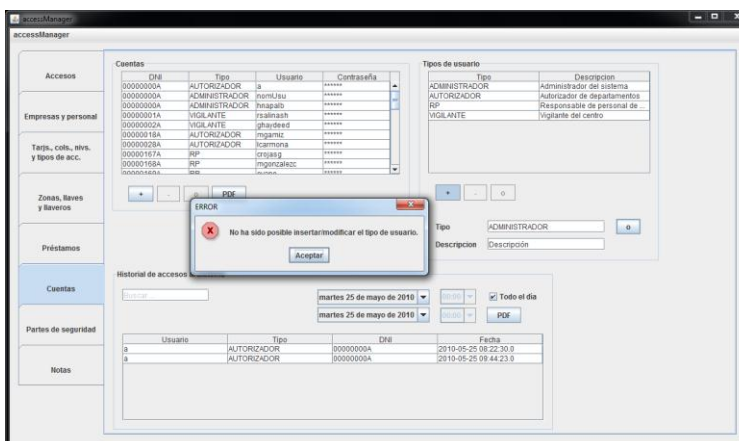 accessManager
accessManager
Accesos
Empresas y personal
Tarjs., cols., nivs.
y tipos de acc.
Zonas, llaves
y llaveros
Préstamos
Cuentas
Partes de seguridad
Notas
Cuentas
DNI Tipo Usuario Contraseña
00000000A AUTORIZADOR a ******
00000000A ADMINISTRADOR nomUsu ******
00000000A ADMINISTRADOR hnapalb ******
00000001A VIGILANTE rsalinash ******
00000002A VIGILANTE ghaydeed ******
00000018A AUTORIZADOR mgamiz ******
00000028A AUTORIZADOR lcarmona ******
00000167A RP crojasg ******
00000168A RP mgonzalezc ******
+ - o PDF
Tipos de usuario
Tipo Descripcion
ADMINISTRADOR Administrador del sistema
AUTORIZADOR Autorizador de departamentos
RP Responsable de personal de ...
VIGILANTE Vigilante del centro
+ - o
Tipo ADMINISTRADOR o
Descripcion Descripción
ERROR
No ha sido posible insertar/modificar el tipo de usuario.
Aceptar
Historial de accesos
Buscar...
martes 25 de mayo de 2010 00:00 Todo el día
martes 25 de mayo de 2010 00:00 PDF
Usuario Tipo DNI Fecha
a AUTORIZADOR 00000000A 2010-05-25 08:22:30.0
a AUTORIZADOR 00000000A 2010-05-25 09:44:23.0